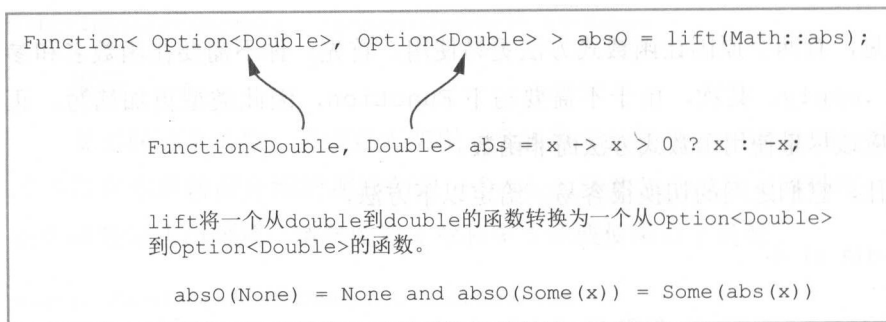 Function< Option<Double>, Option<Double> > absO = lift(Math::abs);
Function<Double, Double> abs = x -> x > 0 ? x : -x;
lift将一个从double到double的函数转换为一个从Option<Double>
到Option<Double>的函数。
absO(None) = None and absO(Some(x)) = Some(abs(x))